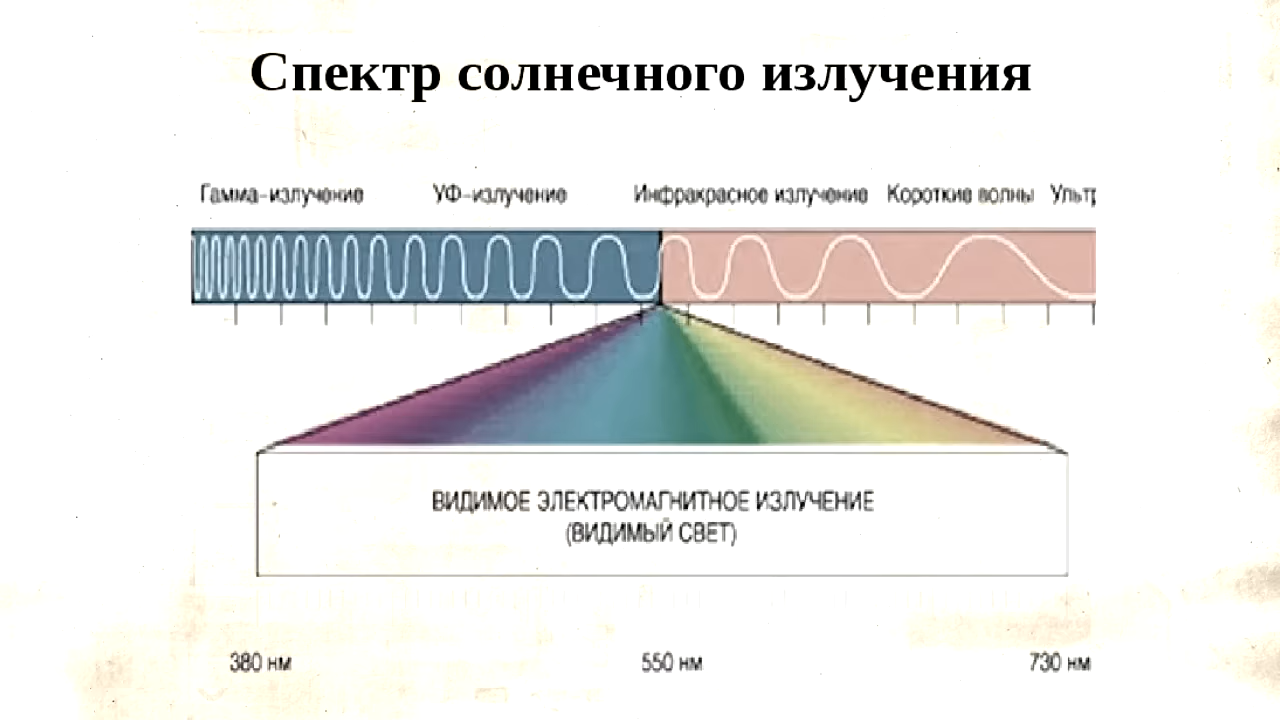 Спектр солнечного излучения
Гамма-излучение УФ-излучение Инфракрасное излучение Короткие волны Ультр
ВИДИМОЕ ЭЛЕКТРОМАГНИТНОЕ ИЗЛУЧЕНИЕ
(ВИДИМЫЙ СВЕТ)
380 нм 550 нм 730 нм